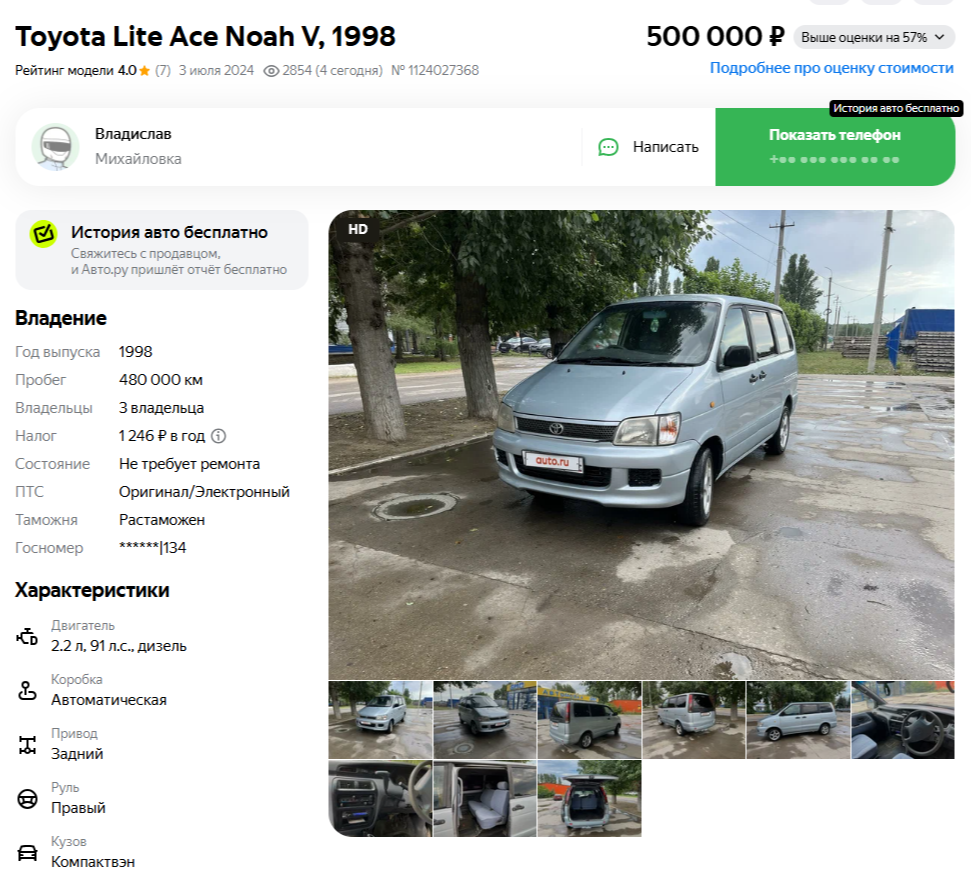 Toyota Lite Ace Noah V, 1998
500 000 ₽ Выше оценки на 57%
Рейтинг модели 4.0 (7) 3 июля 2024 2854 (4 сегодня) № 1124027368
Подробнее про оценку стоимости
История авто бесплатно
Владислав
Михайловка
Написать
Показать телефон
+•• ••• ••• •• ••
История авто бесплатно
Свяжитесь с продавцом,
и Авто.ру пришлёт отчёт бесплатно
HD
auto.ru
Владение
Год выпуска 1998
Пробег 480 000 км
Владельцы 3 владельца
Налог 1 246 ₽ в год
Состояние Не требует ремонта
ПТС Оригинал/Электронный
Таможня Растаможен
Госномер ******|134
Характеристики
Двигатель
2.2 л, 91 л.с., дизель
Коробка
Автоматическая
Привод
Задний
Руль
Правый
Кузов
Компактвэн